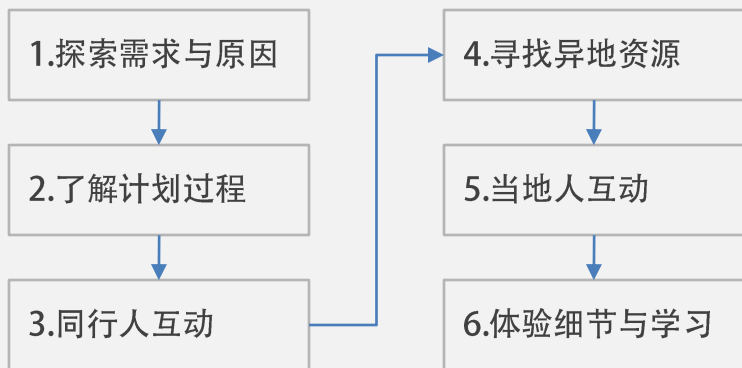 1.探索需求与原因
2.了解计划过程
3.同行人互动
4.寻找异地资源
5.当地人互动
6.体验细节与学习